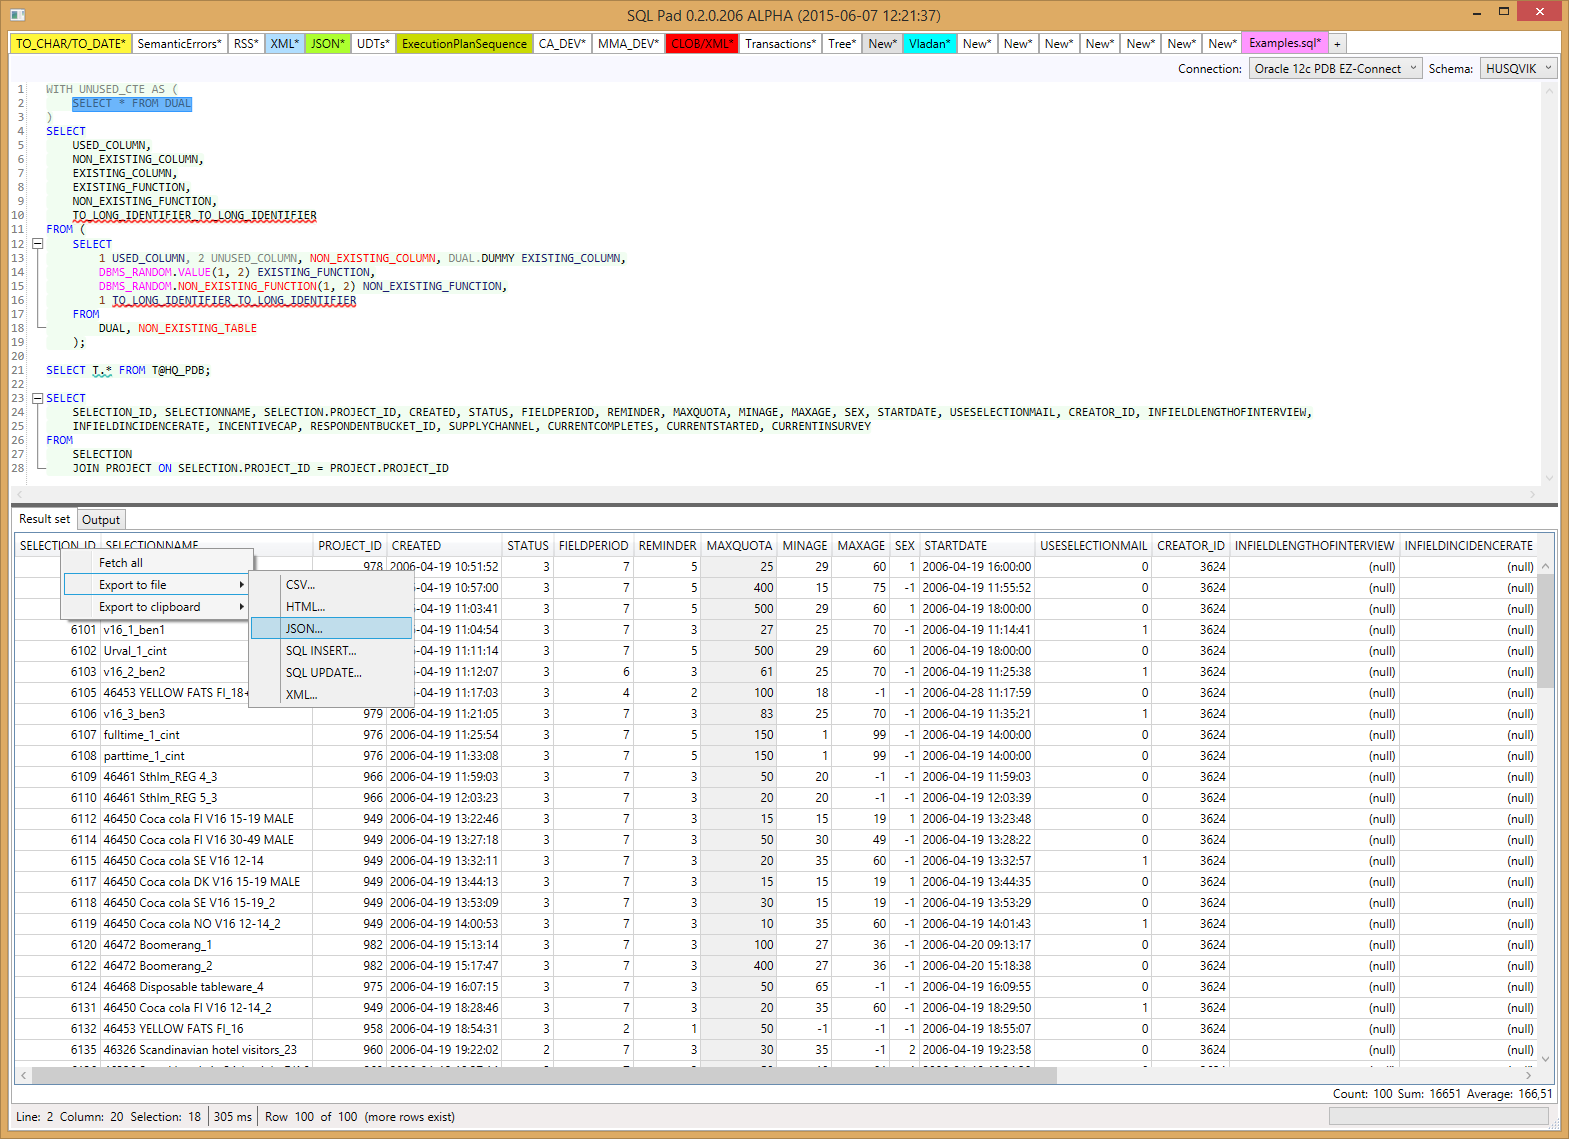 SQL Pad 0.2.0.206 ALPHA (2015-06-07 12:21:37)
TO_CHAR/TO_DATE* SemanticErrors* RSS* XML* JSON* UDTs* ExecutionPlanSequence CA_DEV* MMA_DEV* CLOB/XML* Transactions* Tree* New* Vladan* New* New* New* New* New* New* New* Examples.sql* +
Connection: Oracle 12c PDB EZ-Connect Schema: HUSQVIK
1 WITH UNUSED_CTE AS (
2 SELECT * FROM DUAL
3 )
4 SELECT
5 USED_COLUMN,
6 NON_EXISTING_COLUMN,
7 EXISTING_COLUMN,
8 EXISTING_FUNCTION,
9 NON_EXISTING_FUNCTION,
10 TO_LONG_IDENTIFIER_TO_LONG_IDENTIFIER
11 FROM (
12 SELECT
13 1 USED_COLUMN, 2 UNUSED_COLUMN, NON_EXISTING_COLUMN, DUAL.DUMMY EXISTING_COLUMN,
14 DBMS_RANDOM.VALUE(1, 2) EXISTING_FUNCTION,
15 DBMS_RANDOM.NON_EXISTING_FUNCTION(1, 2) NON_EXISTING_FUNCTION,
16 1 TO_LONG_IDENTIFIER_TO_LONG_IDENTIFIER
17 FROM
18 DUAL, NON_EXISTING_TABLE
19 );
20
21 SELECT T.* FROM T@HQ_PDB;
22
23 SELECT
24 SELECTION_ID, SELECTIONNAME, SELECTION.PROJECT_ID, CREATED, STATUS, FIELDPERIOD, REMINDER, MAXQUOTA, MINAGE, MAXAGE, SEX, STARTDATE, USESELECTIONMAIL, CREATOR_ID, INFIELDLENGTHOFINTERVIEW,
25 INFIELDINCIDENCERATE, INCENTIVECAP, RESPONDENTBUCKET_ID, SUPPLYCHANNEL, CURRENTCOMPLETES, CURRENTSTARTED, CURRENTINSURVEY
26 FROM
27 SELECTION
28 JOIN PROJECT ON SELECTION.PROJECT_ID = PROJECT.PROJECT_ID
Result set Output
SELECTION_ID SELECTIONNAME PROJECT_ID CREATED STATUS FIELDPERIOD REMINDER MAXQUOTA MINAGE MAXAGE SEX STARTDATE USESELECTIONMAIL CREATOR_ID INFIELDLENGTHOFINTERVIEW INFIELDINCIDENCERATE
Fetch all
Export to file
Export to clipboard
CSV...
HTML...
JSON...
SQL INSERT...
SQL UPDATE...
XML...
978 2006-04-19 10:51:52 3 7 5 25 29 60 1 2006-04-19 16:00:00 0 3624 (null) (null)
6-04-19 10:57:00 3 7 5 400 15 75 -1 2006-04-19 11:55:52 0 3624 (null) (null)
6-04-19 11:03:41 3 7 5 500 29 60 1 2006-04-19 18:00:00 0 3624 (null) (null)
6101 v16_1_ben1 6-04-19 11:04:54 3 7 3 27 25 70 -1 2006-04-19 11:14:41 1 3624 (null) (null)
6102 Urval_1_cint 6-04-19 11:11:14 3 7 5 500 29 60 1 2006-04-19 18:00:00 0 3624 (null) (null)
6103 v16_2_ben2 6-04-19 11:12:07 3 6 3 61 25 70 -1 2006-04-19 11:25:38 1 3624 (null) (null)
6105 46453 YELLOW FATS FI_18+ 6-04-19 11:17:03 3 4 2 100 18 -1 -1 2006-04-28 11:17:59 0 3624 (null) (null)
6106 v16_3_ben3 979 2006-04-19 11:21:05 3 7 3 83 25 70 -1 2006-04-19 11:35:21 1 3624 (null) (null)
6107 fulltime_1_cint 976 2006-04-19 11:25:54 3 7 5 150 1 99 -1 2006-04-19 14:00:00 0 3624 (null) (null)
6108 parttime_1_cint 976 2006-04-19 11:33:08 3 7 5 150 1 99 -1 2006-04-19 14:00:00 0 3624 (null) (null)
6109 46461 Sthlm_REG 4_3 966 2006-04-19 11:59:03 3 7 3 50 20 -1 -1 2006-04-19 11:59:03 0 3624 (null) (null)
6110 46461 Sthlm_REG 5_3 966 2006-04-19 12:03:23 3 7 3 20 20 -1 -1 2006-04-19 12:03:39 0 3624 (null) (null)
6112 46450 Coca cola FI V16 15-19 MALE 949 2006-04-19 13:22:46 3 7 3 15 15 19 1 2006-04-19 13:23:48 0 3624 (null) (null)
6114 46450 Coca cola FI V16 30-49 MALE 949 2006-04-19 13:27:18 3 7 3 50 30 49 -1 2006-04-19 13:28:22 0 3624 (null) (null)
6115 46450 Coca cola SE V16 12-14 949 2006-04-19 13:32:11 3 7 3 20 35 60 -1 2006-04-19 13:32:57 1 3624 (null) (null)
6117 46450 Coca cola DK V16 15-19 MALE 949 2006-04-19 13:44:13 3 7 3 15 15 19 1 2006-04-19 13:44:35 0 3624 (null) (null)
6118 46450 Coca cola SE V16 15-19_2 949 2006-04-19 13:53:09 3 7 3 30 15 19 -1 2006-04-19 13:53:29 0 3624 (null) (null)
6119 46450 Coca cola NO V16 12-14_2 949 2006-04-19 14:00:53 3 7 3 10 35 60 -1 2006-04-19 14:01:43 1 3624 (null) (null)
6120 46472 Boomerang_1 982 2006-04-19 15:13:14 3 7 3 100 27 36 -1 2006-04-20 09:13:17 0 3624 (null) (null)
6122 46472 Boomerang_2 982 2006-04-19 15:17:47 3 7 3 400 27 36 -1 2006-04-20 15:18:38 0 3624 (null) (null)
6124 46468 Disposable tableware_4 975 2006-04-19 16:07:15 3 7 3 50 65 -1 -1 2006-04-19 16:09:55 0 3624 (null) (null)
6131 46450 Coca cola FI V16 12-14_2 949 2006-04-19 18:28:46 3 7 3 20 35 60 -1 2006-04-19 18:29:50 1 3624 (null) (null)
6132 46453 YELLOW FATS FI_16 958 2006-04-19 18:54:31 3 2 1 50 -1 -1 -1 2006-04-19 18:55:07 0 3624 (null) (null)
6135 46326 Scandinavian hotel visitors_23 960 2006-04-19 19:22:02 2 7 3 30 35 -1 2 2006-04-19 19:23:58 0 3624 (null) (null)
Count: 100 Sum: 16651 Average: 166,51
Line: 2 Column: 20 Selection: 18 305 ms Row 100 of 100 (more rows exist)